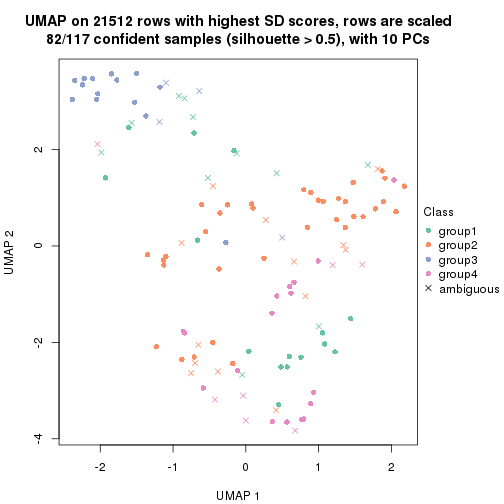 UMAP on 21512 rows with highest SD scores, rows are scaled
82/117 confident samples (silhouette > 0.5), with 10 PCs
UMAP 2
2
0
-2
-4
-2
-1
0
1
2
UMAP 1
Class
group1
group2
group3
group4
ambiguous